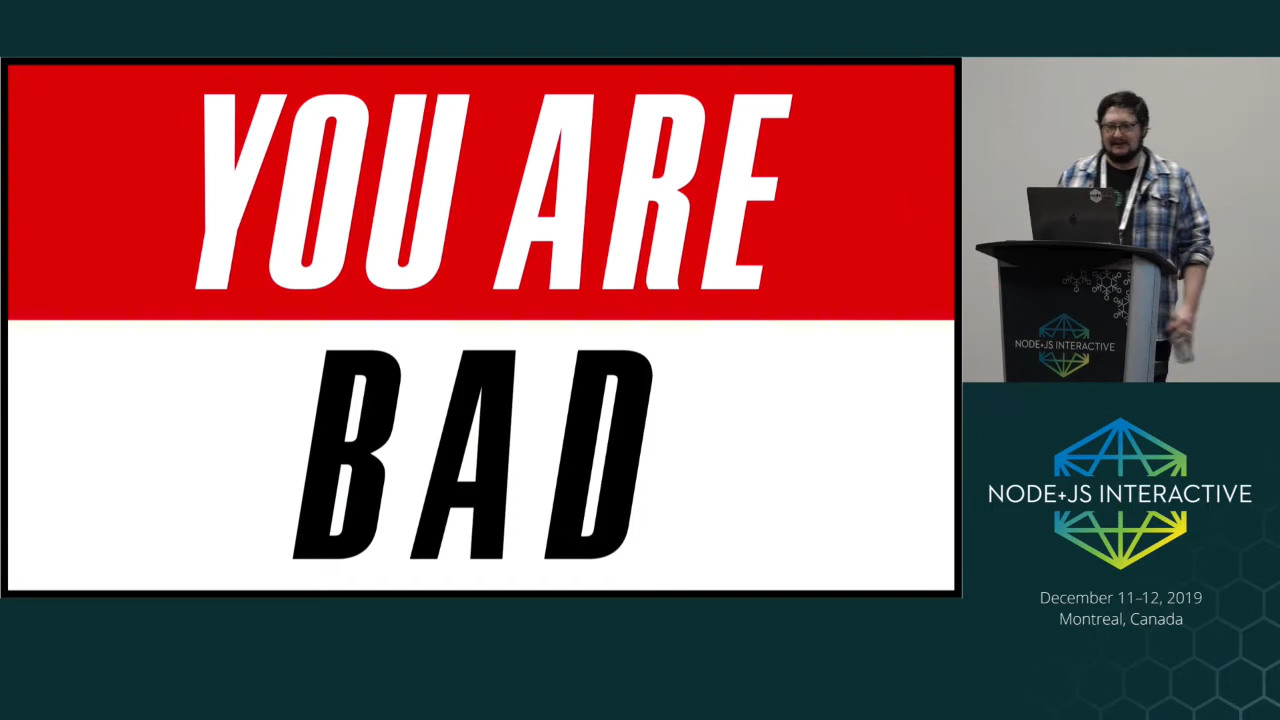 YOU ARE
BAD
NODE+JS INTERACTIVE
NODE+JS INTERACTIVE
December 11–12, 2019
Montreal, Canada